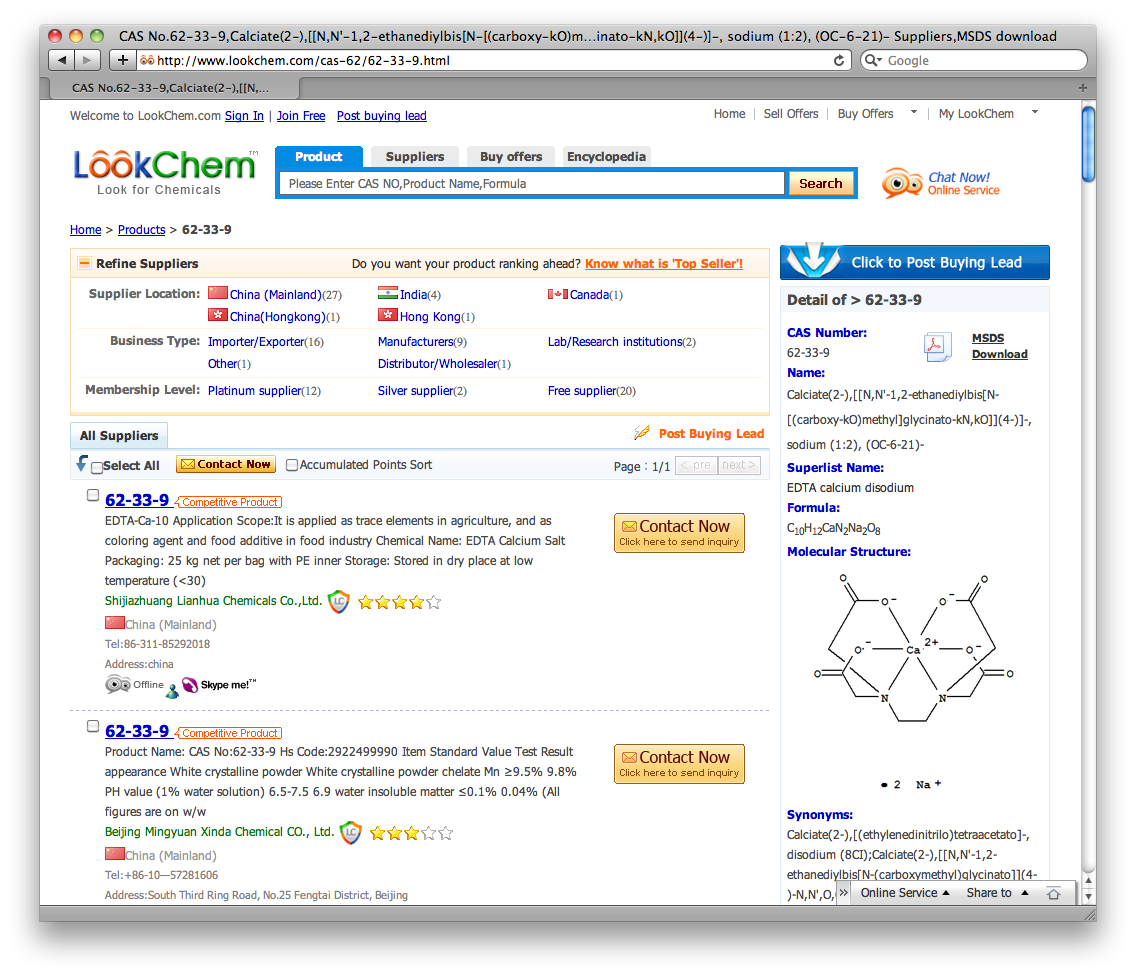 CAS No.62-33-9,Calciate(2-),[[N,N'-1,2-ethanediylbis[N-[(carboxy-kO)m...inato-kN,kO]](4-)]-, sodium (1:2), (OC-6-21)- Suppliers,MSDS download
http://www.lookchem.com/cas-62/62-33-9.html
Google
CAS No.62-33-9,Calciate(2-),[[N,...
Welcome to LookChem.com Sign In | Join Free Post buying lead
Home | Sell Offers | Buy Offers | My LookChem
LookChem™
Look for Chemicals
Product Suppliers Buy offers Encyclopedia
Please Enter CAS NO,Product Name,Formula
Search
Chat Now!
Online Service
Home > Products > 62-33-9
Refine Suppliers
Do you want your product ranking ahead? Know what is 'Top Seller'!
Supplier Location: China (Mainland)(27) India(4) Canada(1)
China(Hongkong)(1) Hong Kong(1)
Business Type: Importer/Exporter(16) Manufacturers(9) Lab/Research institutions(2)
Other(1) Distributor/Wholesaler(1)
Membership Level: Platinum supplier(12) Silver supplier(2) Free supplier(20)
All Suppliers
Post Buying Lead
Select All Contact Now Accumulated Points Sort
Page : 1/1 < pre next >
62-33-9 Competitive Product
EDTA-Ca-10 Application Scope:It is applied as trace elements in agriculture, and as
coloring agent and food additive in food industry Chemical Name: EDTA Calcium Salt
Packaging: 25 kg net per bag with PE inner Storage: Stored in dry place at low
temperature (<30)
Contact Now
Click here to send inquiry
Shijiazhuang Lianhua Chemicals Co.,Ltd. LC
China (Mainland)
Tel:86-311-85292018
Address:china
Offline Skype me!™
62-33-9 Competitive Product
Product Name: CAS No:62-33-9 Hs Code:2922499990 Item Standard Value Test Result
appearance White crystalline powder White crystalline powder chelate Mn ≥9.5% 9.8%
PH value (1% water solution) 6.5-7.5 6.9 water insoluble matter ≤0.1% 0.04% (All
figures are on w/w
Contact Now
Click here to send inquiry
Beijing Mingyuan Xinda Chemical CO., Ltd. LC
China (Mainland)
Tel:+86-10—57281606
Address:South Third Ring Road, No.25 Fengtai District, Beijing
Click to Post Buying Lead
Detail of > 62-33-9
CAS Number:
62-33-9
MSDS
Download
Name:
Calciate(2-),[[N,N'-1,2-ethanediylbis[N-
[(carboxy-kO)methyl]glycinato-kN,kO]](4-)]-,
sodium (1:2), (OC-6-21)-
Superlist Name:
EDTA calcium disodium
Formula:
C10H12CaN2Na2O8
Molecular Structure:
O O
O- O-
O- Ca 2+ O-
O O
N N
• 2 Na +
Synonyms:
Calciate(2-),[(ethylenedinitrilo)tetraacetato]-,
disodium (8CI);Calciate(2-),[[N,N'-1,2-
ethanediylbis[N-(carboxymethyl)glycinato]](4-
)-N,N',O,
» Online Service Share to